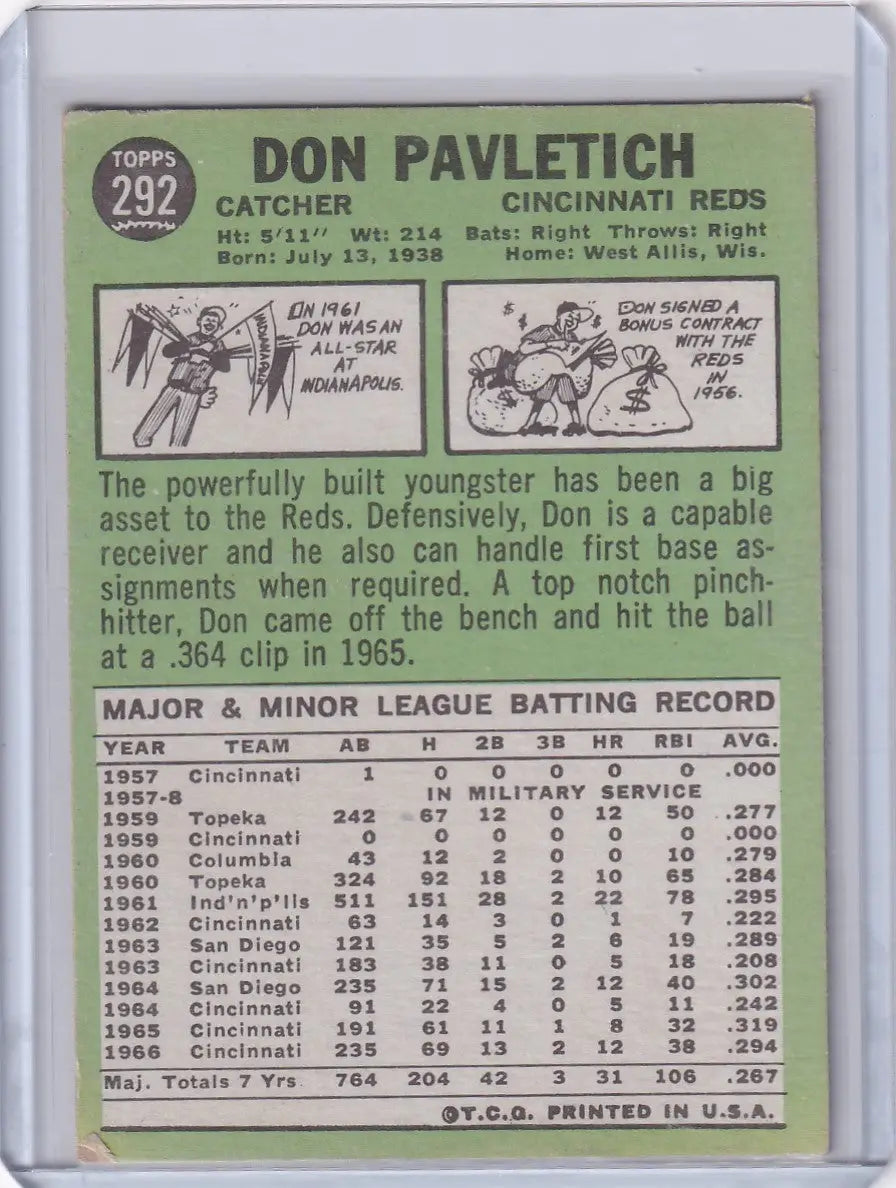 TOPPS
292
DON PAVLETICH
CATCHER CINCINNATI REDS
Ht: 5'11" Wt: 214 Bats: Right Throws: Right
Born: July 13, 1938 Home: West Allis, Wis.
INDIANAPOLIS
IN 1961
DON WAS AN
ALL-STAR
AT
INDIANAPOLIS.
$ $ $ $ $ $
DON SIGNED A
BONUS CONTRACT
WITH THE
REDS
IN
1956.
The powerfully built youngster has been a big
asset to the Reds. Defensively, Don is a capable
receiver and he also can handle first base as-
signments when required. A top notch pinch-
hitter, Don came off the bench and hit the ball
at a .364 clip in 1965.
MAJOR & MINOR LEAGUE BATTING RECORD
YEAR TEAM AB H 2B 3B HR RBI AVG.
1957 Cincinnati 1 0 0 0 0 0 .000
1957-8 IN MILITARY SERVICE
1959 Topeka 242 67 12 0 12 50 .277
1959 Cincinnati 0 0 0 0 0 0 .000
1960 Columbia 43 12 2 0 0 10 .279
1960 Topeka 324 92 18 2 10 65 .284
1961 Ind'n'p'lis 511 151 28 2 22 78 .295
1962 Cincinnati 63 14 3 0 1 7 .222
1963 San Diego 121 35 5 2 6 19 .289
1963 Cincinnati 183 38 11 0 5 18 .208
1964 San Diego 235 71 15 2 12 40 .302
1964 Cincinnati 91 22 4 0 5 11 .242
1965 Cincinnati 191 61 11 1 8 32 .319
1966 Cincinnati 235 69 13 2 12 38 .294
Maj. Totals 7 Yrs. 764 204 42 3 31 106 .267
©T.C.G. PRINTED IN U.S.A.